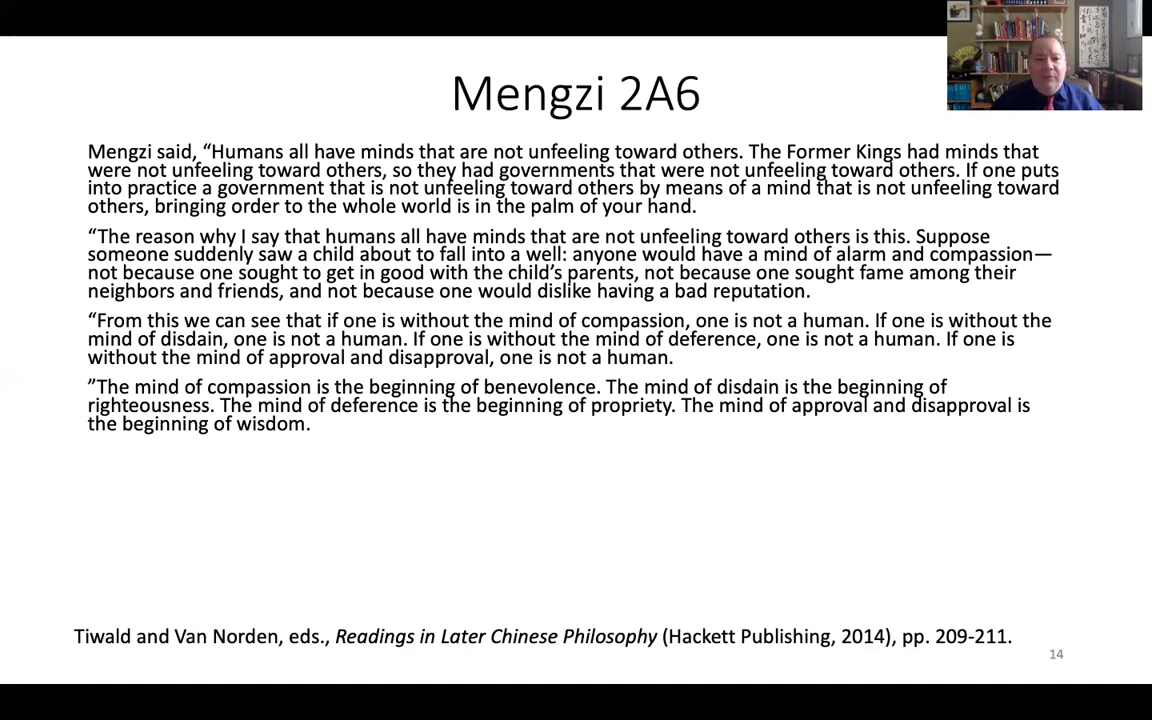 Mengzi 2A6
Mengzi said, “Humans all have minds that are not unfeeling toward others. The Former Kings had minds that
were not unfeeling toward others, so they had governments that were not unfeeling toward others. If one puts
into practice a government that is not unfeeling toward others by means of a mind that is not unfeeling toward
others, bringing order to the whole world is in the palm of your hand.
“The reason why I say that humans all have minds that are not unfeeling toward others is this. Suppose
someone suddenly saw a child about to fall into a well: anyone would have a mind of alarm and compassion—
not because one sought to get in good with the child’s parents, not because one sought fame among their
neighbors and friends, and not because one would dislike having a bad reputation.
“From this we can see that if one is without the mind of compassion, one is not a human. If one is without the
mind of disdain, one is not a human. If one is without the mind of deference, one is not a human. If one is
without the mind of approval and disapproval, one is not a human.
”The mind of compassion is the beginning of benevolence. The mind of disdain is the beginning of
righteousness. The mind of deference is the beginning of propriety. The mind of approval and disapproval is
the beginning of wisdom.
Tiwald and Van Norden, eds., Readings in Later Chinese Philosophy (Hackett Publishing, 2014), pp. 209-211.
14